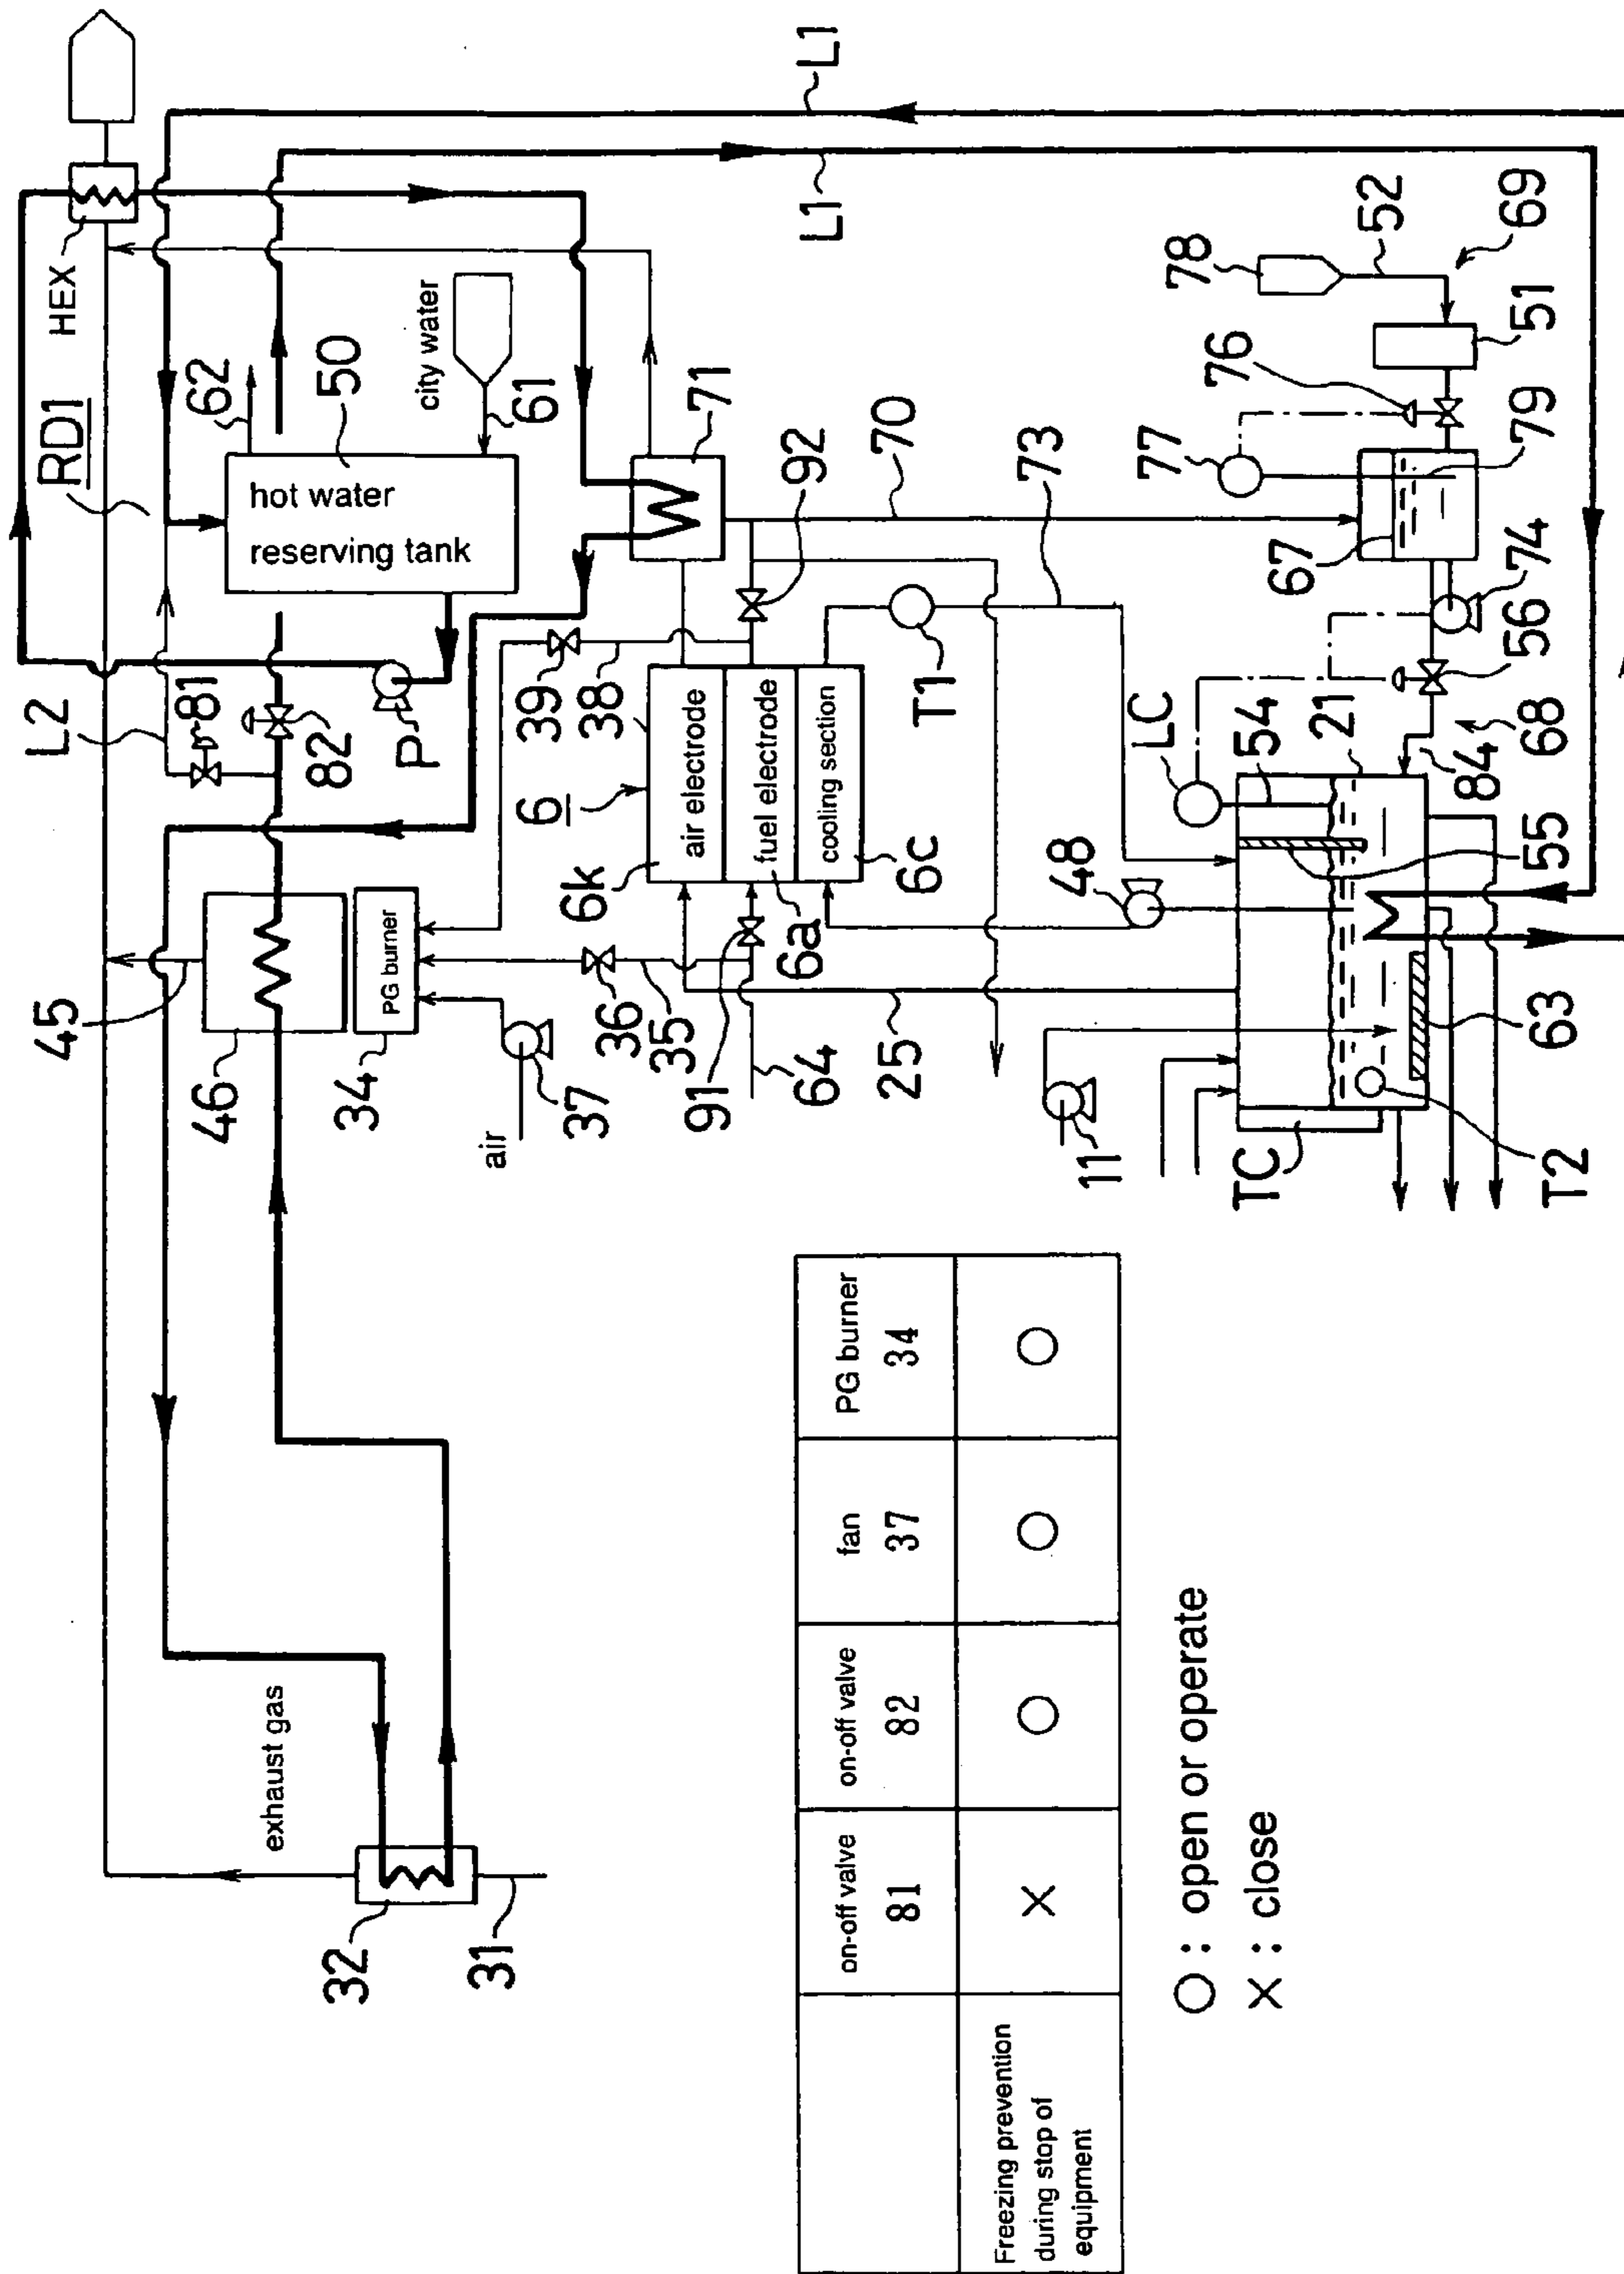 L2
RD1
HEX
45
81
82
62
50
hot water
reserving tank
city water
61
P
L1
L1
46
34
PG burner
39
38
37
air
36
35
91
64
6
6k
air electrode
fuel electrode
cooling section
6a
6c
71
92
70
73
T1
25
48
11
TC
T2
63
55
LC
54
21
84
68
56
74
67
77
79
76
78
52
51
69
exhaust gas
32
31
on-off valve 81
on-off valve 82
fan 37
PG burner 34
Freezing prevention
during stop of
equipment
×
○
○
○
○ : open or operate
× : close